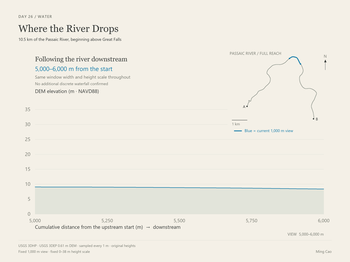 DAY 26 / WATER
Where the River Drops
10.5 km of the Passaic River, beginning above Great Falls
Following the river downstream
5,000–6,000 m from the start
Same window width and height scale throughout
No additional discrete waterfall confirmed
DEM elevation (m · NAVD88)
PASSAIC RIVER / FULL REACH
N
A
B
1 km
Blue = current 1,000 m view
35
30
25
20
15
10
5
0
5,000
5,250
5,500
5,750
6,000
Cumulative distance from the upstream start (m) → downstream
VIEW 5,000–6,000 m
Ming Cao